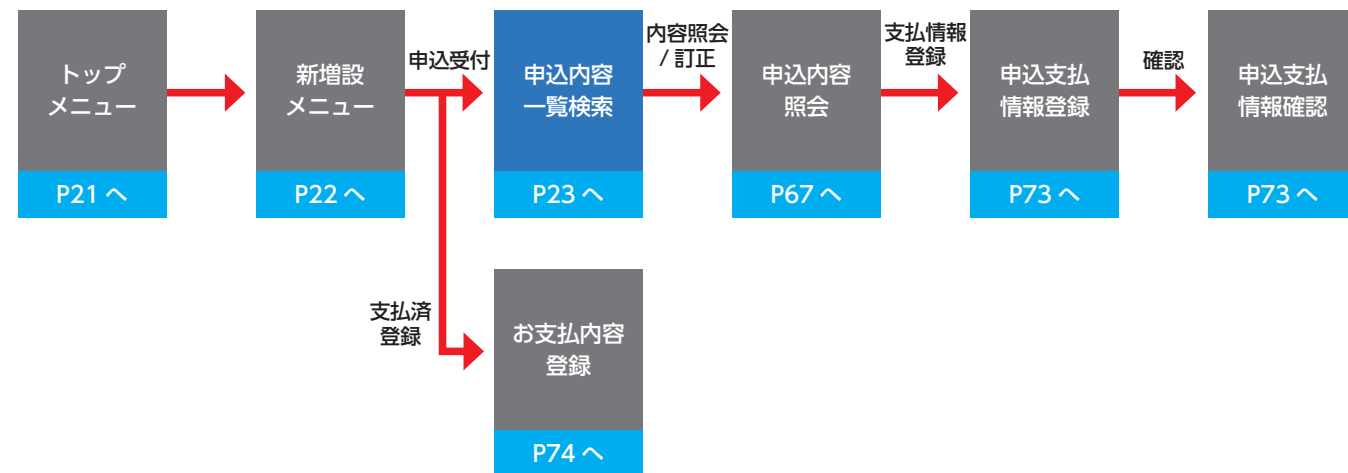 トップ
メニュー
P21 へ
新増設
メニュー
P22 へ
申込受付
申込内容
一覧検索
P23 へ
内容照会
/ 訂正
申込内容
照会
P67 へ
支払情報
登録
申込支払
情報登録
P73 へ
確認
申込支払
情報確認
P73 へ
支払済
登録
お支払内容
登録
P74 へ